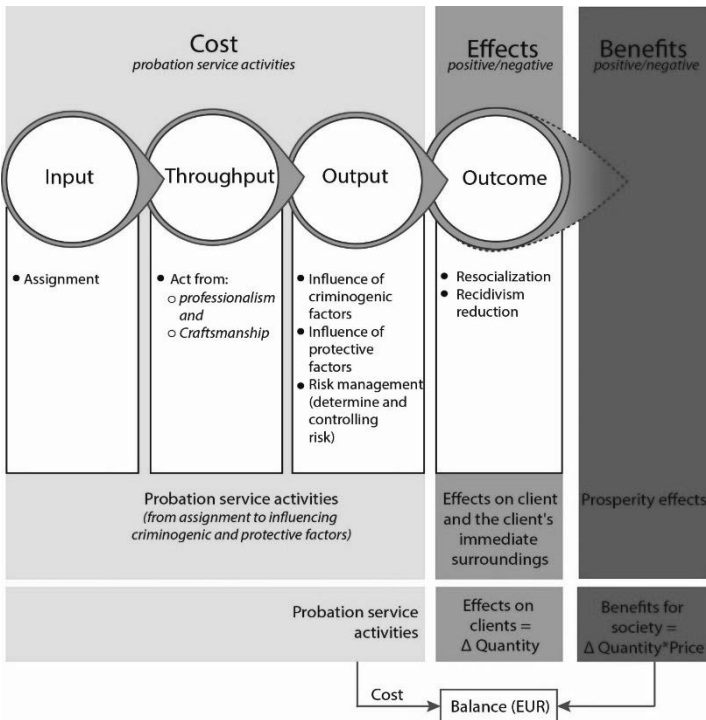 Cost
probation service activities
Effects
positive/negative
Benefits
positive/negative
Input
Throughput
Output
Outcome
● Assignment
● Act from:
○ professionalism
and
○ Craftsmanship
● Influence of
criminogenic
factors
● Influence of
protective
factors
● Risk management
(determine and
controlling
risk)
● Resocialization
● Recidivism
reduction
Probation service activities
(from assignment to influencing
criminogenic and protective factors)
Effects on client
and the client's
immediate
surroundings
Prosperity effects
Probation service
activities
Effects on
clients =
Δ Quantity
Benefits for
society =
Δ Quantity*Price
Cost
Balance (EUR)